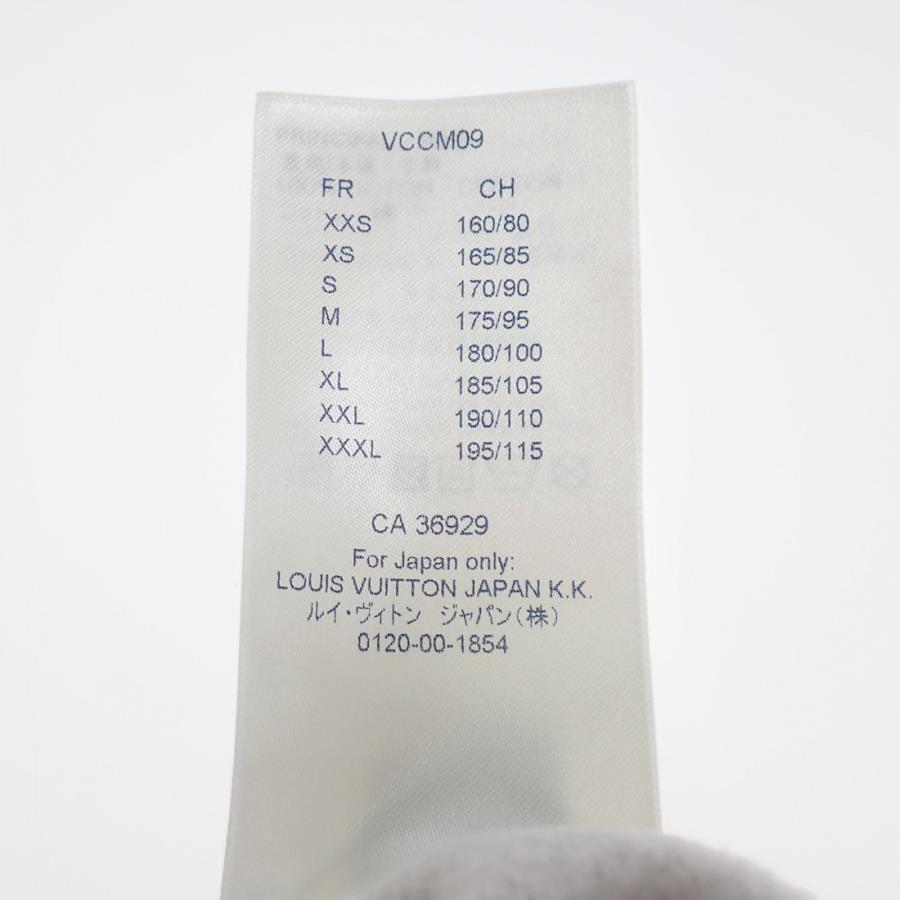 VCCM09
FR CH
XXS 160/80
XS 165/85
S 170/90
M 175/95
L 180/100
XL 185/105
XXL 190/110
XXXL 195/115
CA 36929
For Japan only:
LOUIS VUITTON JAPAN K.K.
ルイ・ヴィトン ジャパン(株)
0120-00-1854